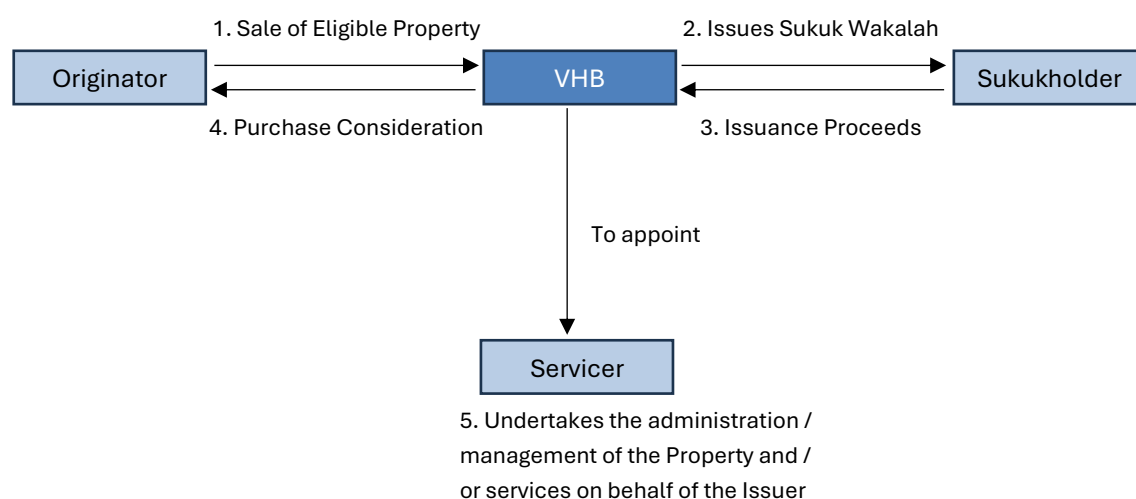 1. Sale of Eligible Property
2. Issues Sukuk Wakalah
Originator
VHB
Sukukholder
4. Purchase Consideration
3. Issuance Proceeds
To appoint
Servicer
5. Undertakes the administration /
management of the Property and /
or services on behalf of the Issuer